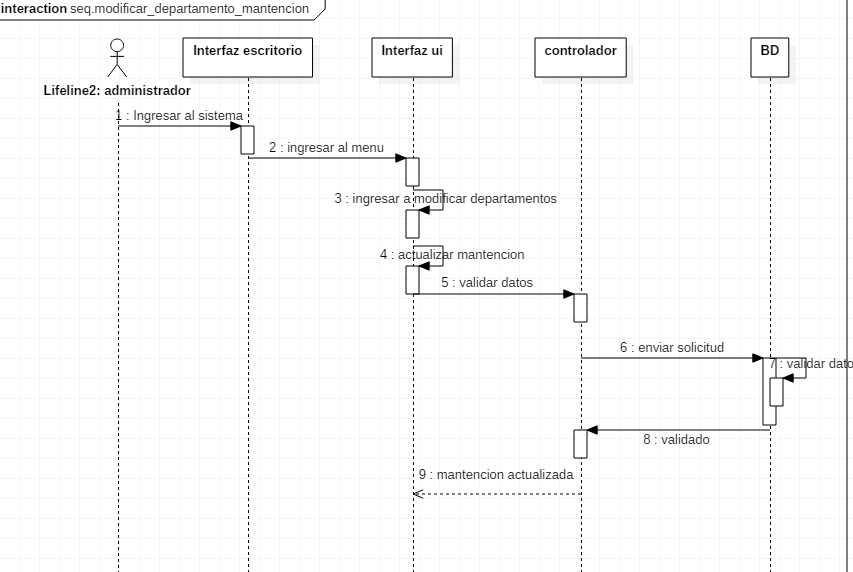 interaction seq.modificar_departamento_mantencion
Interfaz escritorio
Interfaz ui
controlador
BD
Lifeline2: administrador
1 : Ingresar al sistema
2 : ingresar al menu
3 : ingresar a modificar departamentos
4 : actualizar mantencion
5 : validar datos
6 : enviar solicitud
7 : validar dato
8 : validado
9 : mantencion actualizada